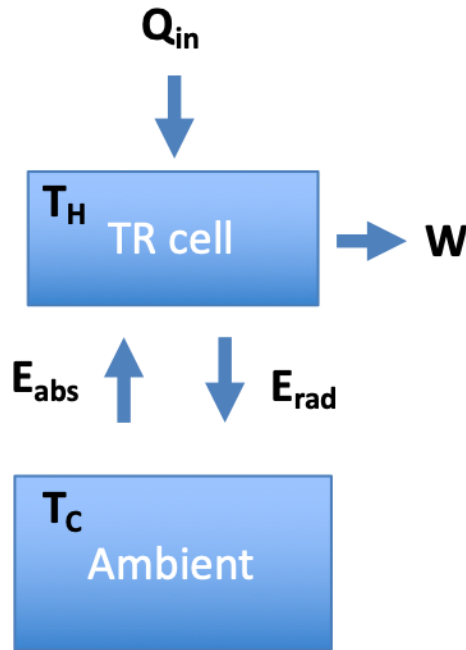 Q_in
T_H
TR cell
W
E_abs
E_rad
T_C
Ambient